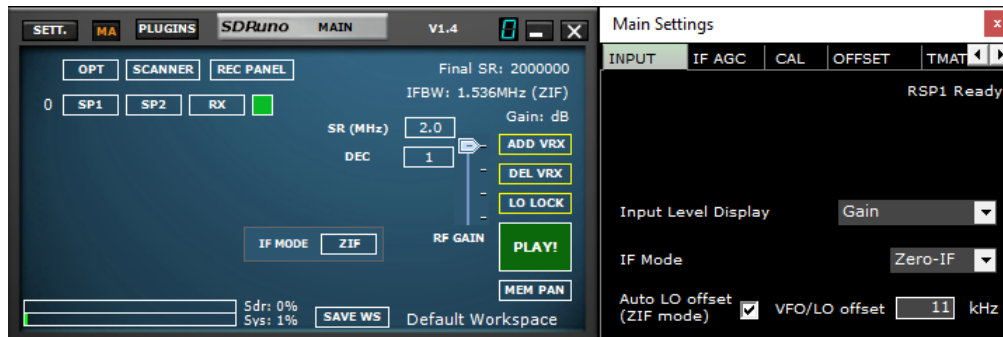 SETT. MA PLUGINS SDRuno MAIN V1.4 0
OPT SCANNER REC PANEL Final SR: 2000000
IFBW: 1.536MHz (ZIF)
0 SP1 SP2 RX Gain: dB
SR (MHz) 2.0 ADD VRX
DEC 1 DEL VRX
LO LOCK
IF MODE ZIF RF GAIN PLAY!
MEM PAN
Sdr: 0%
Sys: 1% SAVE WS Default Workspace
Main Settings x
INPUT IF AGC CAL OFFSET TMAT
RSP1 Ready
Input Level Display Gain
IF Mode Zero-IF
Auto LO offset
(ZIF mode) VFO/LO offset 11 kHz